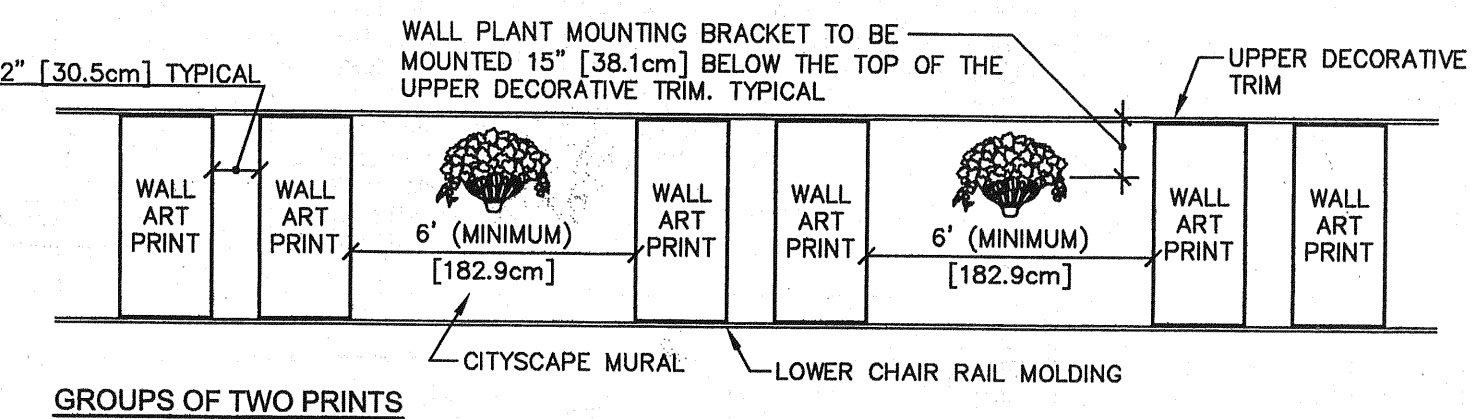 WALL PLANT MOUNTING BRACKET TO BE
MOUNTED 15" [38.1cm] BELOW THE TOP OF THE
UPPER DECORATIVE TRIM. TYPICAL
2" [30.5cm] TYPICAL
UPPER DECORATIVE
TRIM
WALL
ART
PRINT
WALL
ART
PRINT
6' (MINIMUM)
[182.9cm]
WALL
ART
PRINT
WALL
ART
PRINT
6' (MINIMUM)
[182.9cm]
WALL
ART
PRINT
WALL
ART
PRINT
CITYSCAPE MURAL
LOWER CHAIR RAIL MOLDING
GROUPS OF TWO PRINTS